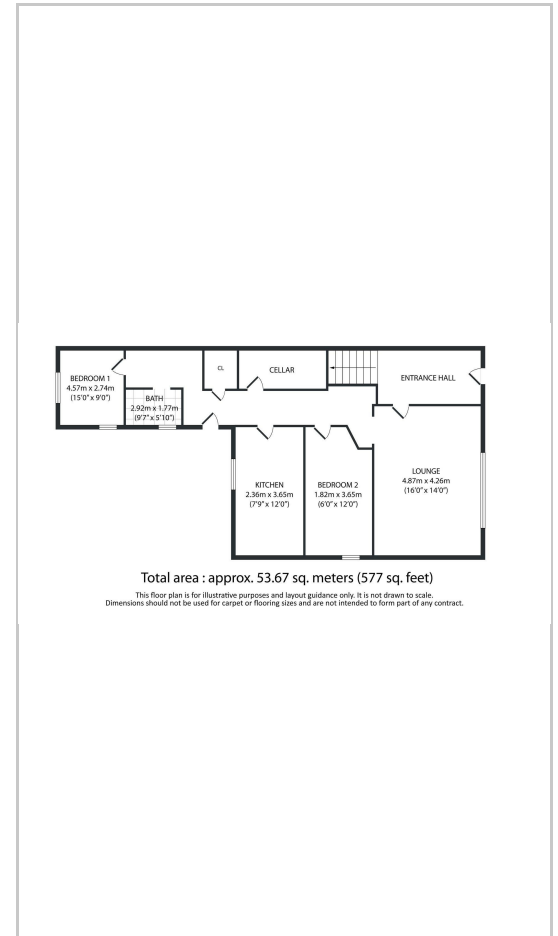 BEDROOM 1
4.57m x 2.74m
(15'0" x 9'0")
BATH
2.92m x 1.77m
(9'7" x 5'10")
CL
CELLAR
ENTRANCE HALL
KITCHEN
2.36m x 3.65m
(7'9" x 12'0")
BEDROOM 2
1.82m x 3.65m
(6'0" x 12'0")
LOUNGE
4.87m x 4.26m
(16'0" x 14'0")
Total area : approx. 53.67 sq. meters (577 sq. feet)
This floor plan is for illustrative purposes and layout guidance only. It is not drawn to scale.
Dimensions should not be used for carpet or flooring sizes and are not intended to form part of any contract.